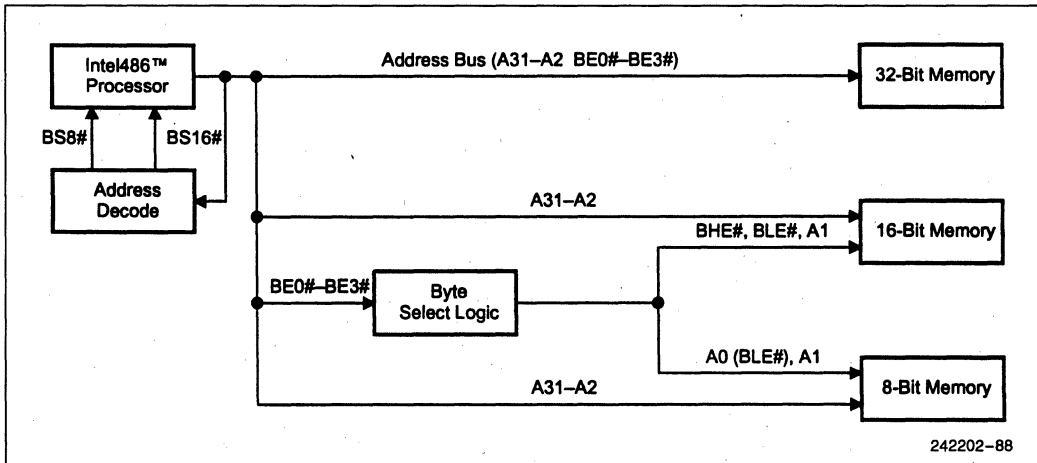 Intel486™
Processor
Address Bus (A31–A2 BE0#–BE3#)
32-Bit Memory
BS8#
BS16#
Address
Decode
A31–A2
BHE#, BLE#, A1
16-Bit Memory
BE0#–BE3#
Byte
Select Logic
A0 (BLE#), A1
A31–A2
8-Bit Memory
242202–88